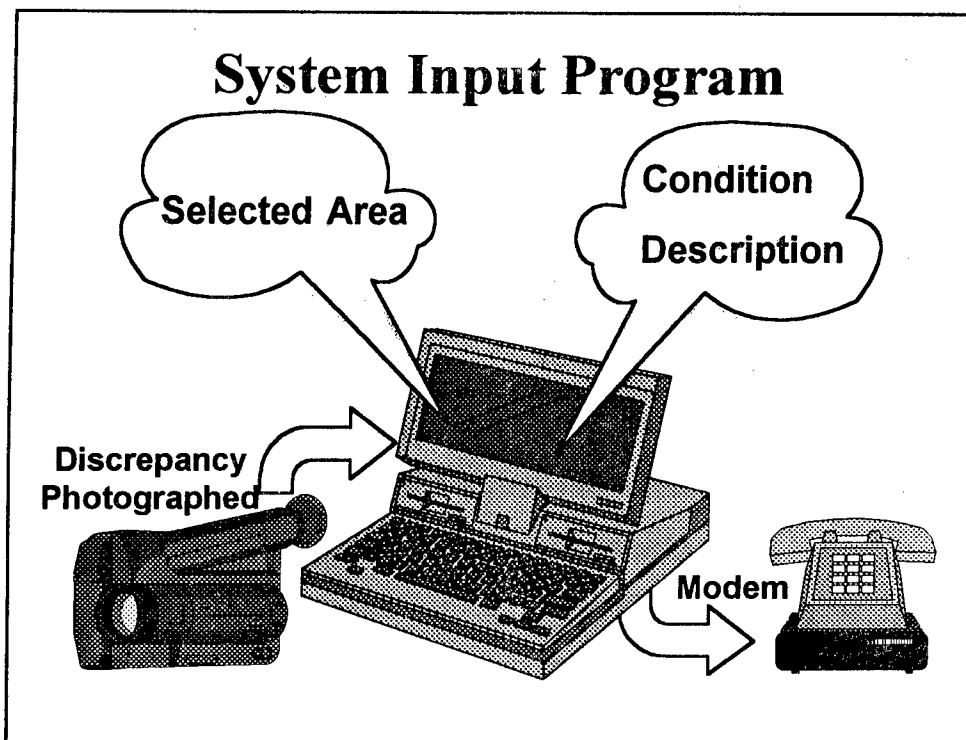 System Input Program
Selected Area
Condition
Description
Discrepancy
Photographed
Modem